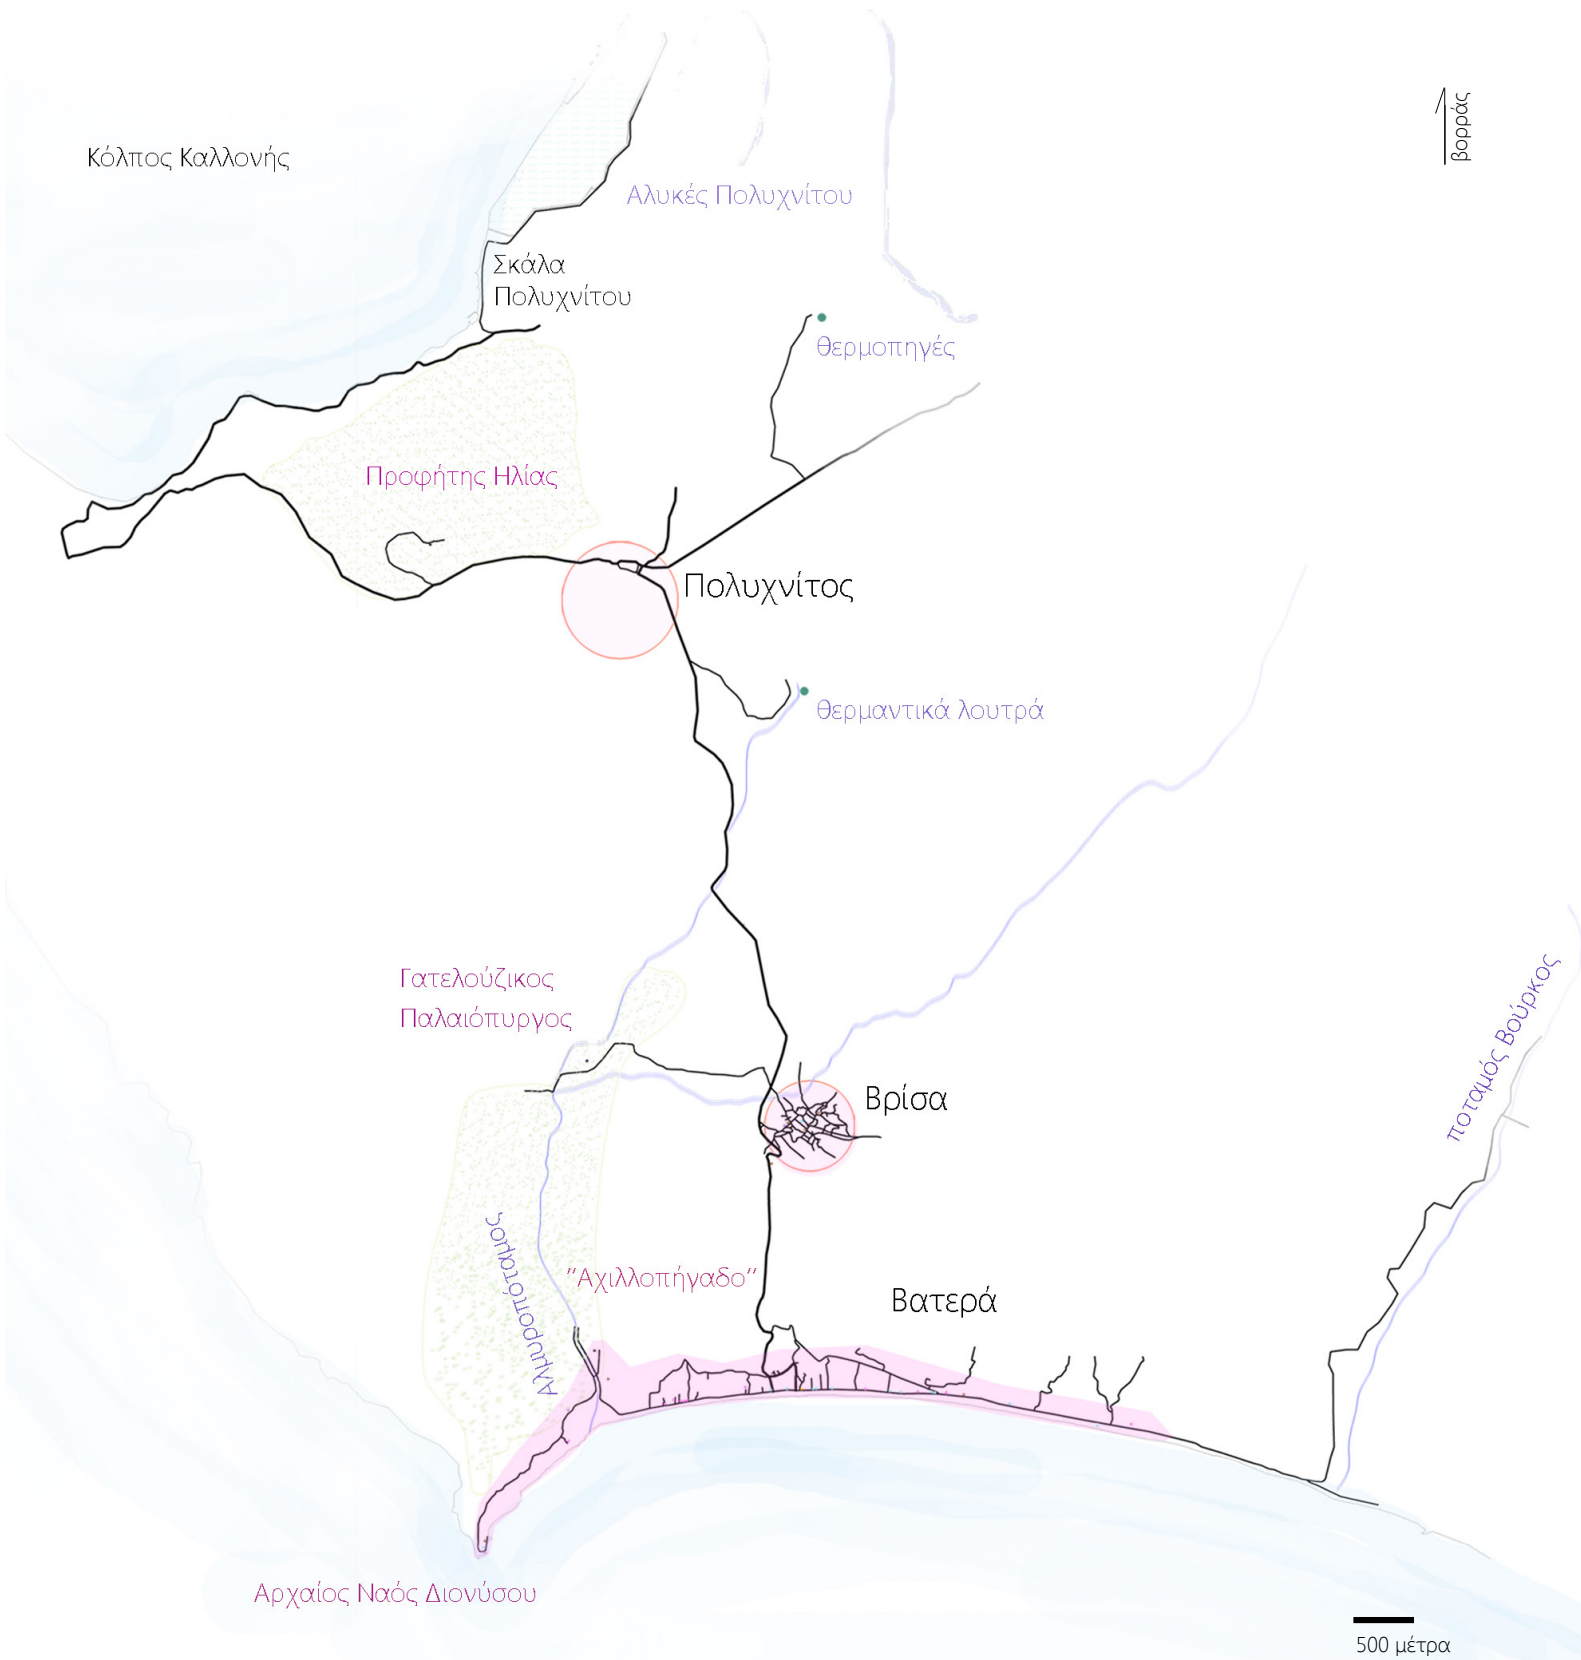 βορράς
Κόλπος Καλλονής
Αλυκές Πολυχνίτου
Σκάλα
Πολυχνίτου
θερμοπηγές
Προφήτης Ηλίας
Πολυχνίτος
θερμαντικά λουτρά
Γατελούζικος
Παλαιόπυργος
ποταμός Βούρκος
Βρίσα
Αλμυροπόταμος
"Αχιλλοπήγαδο"
Βατερά
Αρχαίος Ναός Διονύσου
500 μέτρα